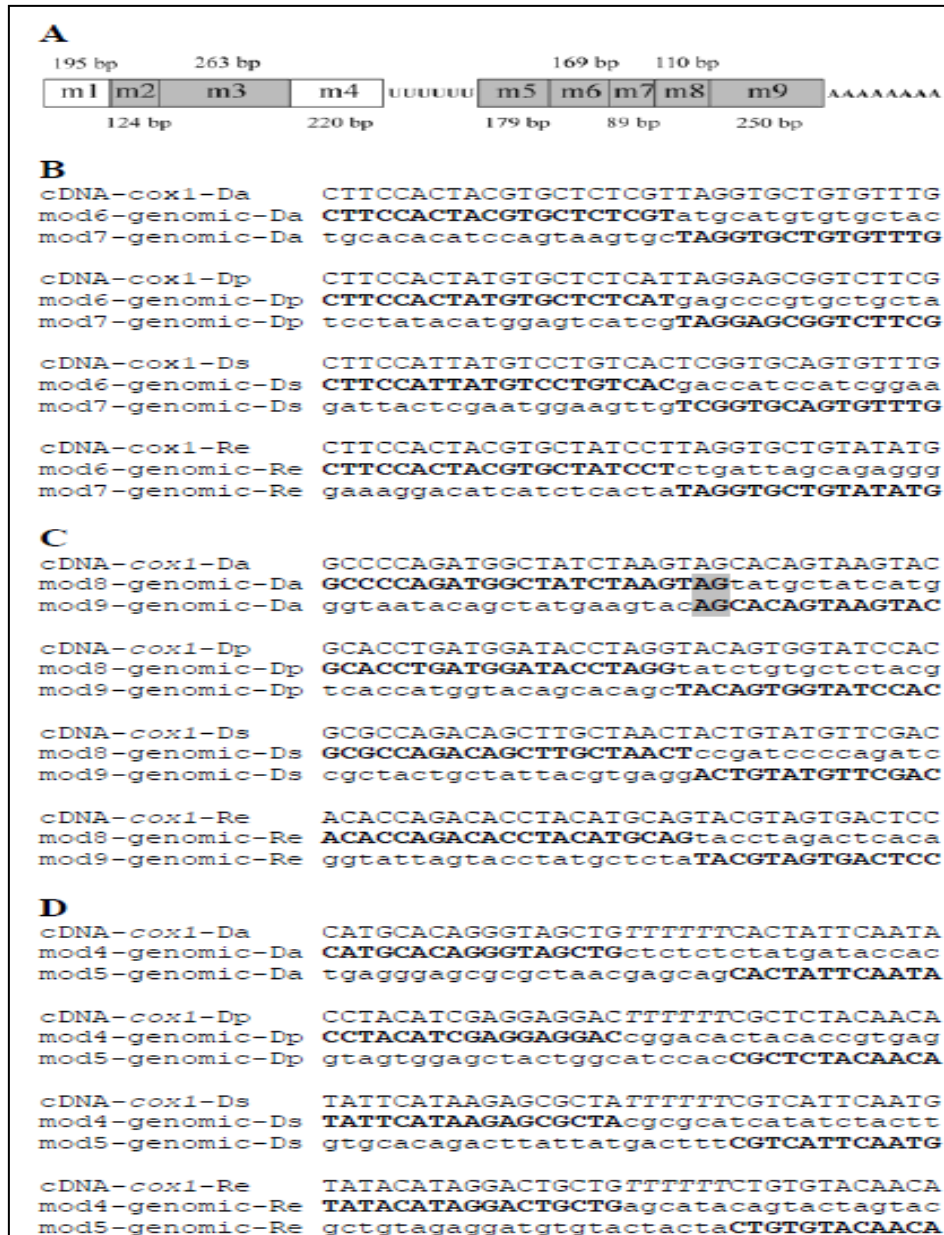 A
195 bp 263 bp 169 bp 110 bp
m1 m2 m3 m4 UUUUUU m5 m6 m7 m8 m9 AAAAAAAA
124 bp 220 bp 179 bp 89 bp 250 bp
B
cDNA-cox1-Da CTTCCACTACGTGCTCTCGTTAGGTGCTGTGTTTG
mod6-genomic-Da CTTCCACTACGTGCTCTCGTatgcatgtgtgctac
mod7-genomic-Da tgcacacatccagtaagtgcTAGGTGCTGTGTTTG
cDNA-cox1-Dp CTTCCACTATGTGCTCTCATTAGGAGCGGTCTTCG
mod6-genomic-Dp CTTCCACTATGTGCTCTCATgagcccgtgctgcta
mod7-genomic-Dp tcctatacatggagtcatcgTAGGAGCGGTCTTCG
cDNA-cox1-Ds CTTCCATTATGTCCTGTCACTCGGTGCAGTGTTTG
mod6-genomic-Ds CTTCCATTATGTCCTGTCACgaccatccatcggaa
mod7-genomic-Ds gattactcgaatggaagttgTCGGTGCAGTGTTTG
cDNA-cox1-Re CTTCCACTACGTGCTATCCTTAGGTGCTGTATATG
mod6-genomic-Re CTTCCACTACGTGCTATCCTctgattagcagaggg
mod7-genomic-Re gaaaggacatcatctcactaTAGGTGCTGTATATG
C
cDNA-cox1-Da GCCCCAGATGGCTATCTAAGTAGCACAGTAAGTAC
mod8-genomic-Da GCCCCAGATGGCTATCTAAGTAGtatgctatcatg
mod9-genomic-Da ggtaatacagctatgaagtacAGCACAGTAAGTAC
cDNA-cox1-Dp GCACCTGATGGATACCTAGGTACAGTGGTATCCAC
mod8-genomic-Dp GCACCTGATGGATACCTAGGtatctgtgctctacg
mod9-genomic-Dp tcaccatggtacagcacagcTACAGTGGTATCCAC
cDNA-cox1-Ds GCGCCAGACAGCTTGCTAACTACTGTATGTTCGAC
mod8-genomic-Ds GCGCCAGACAGCTTGCTAACTccgatccccagatc
mod9-genomic-Ds cgctactgctattacgtgaggACTGTATGTTCGAC
cDNA-cox1-Re ACACCAGACACCTACATGCAGTACGTAGTGACTCC
mod8-genomic-Re ACACCAGACACCTACATGCAGtacctagactcaca
mod9-genomic-Re ggtattagtacctatgctctaTACGTAGTGACTCC
D
cDNA-cox1-Da CATGCACAGGGTAGCTGTTTTTTCACTATTCAATA
mod4-genomic-Da CATGCACAGGGTAGCTGctctctctatgataccac
mod5-genomic-Da tgagggagcgcgctaacgagcagCACTATTCAATA
cDNA-cox1-Dp CCTACATCGAGGAGGACTTTTTTCGCTCTACAACA
mod4-genomic-Dp CCTACATCGAGGAGGACcggacactacaccgtgag
mod5-genomic-Dp gtagtggagctactggcatccacCGCTCTACAACA
cDNA-cox1-Ds TATTCATAAGAGCGCTATTTTTTCGTCATTCAATG
mod4-genomic-Ds TATTCATAAGAGCGCTAcgcgcatcatatctactt
mod5-genomic-Ds gtgcacagacttattatgactttCGTCATTCAATG
cDNA-cox1-Re TATACATAGGACTGCTGTTTTTTCTGTGTACAACA
mod4-genomic-Re TATACATAGGACTGCTGagcatacagtactagtac
mod5-genomic-Re gctgtagaggatgtgtactactaCTGTGTACAACA